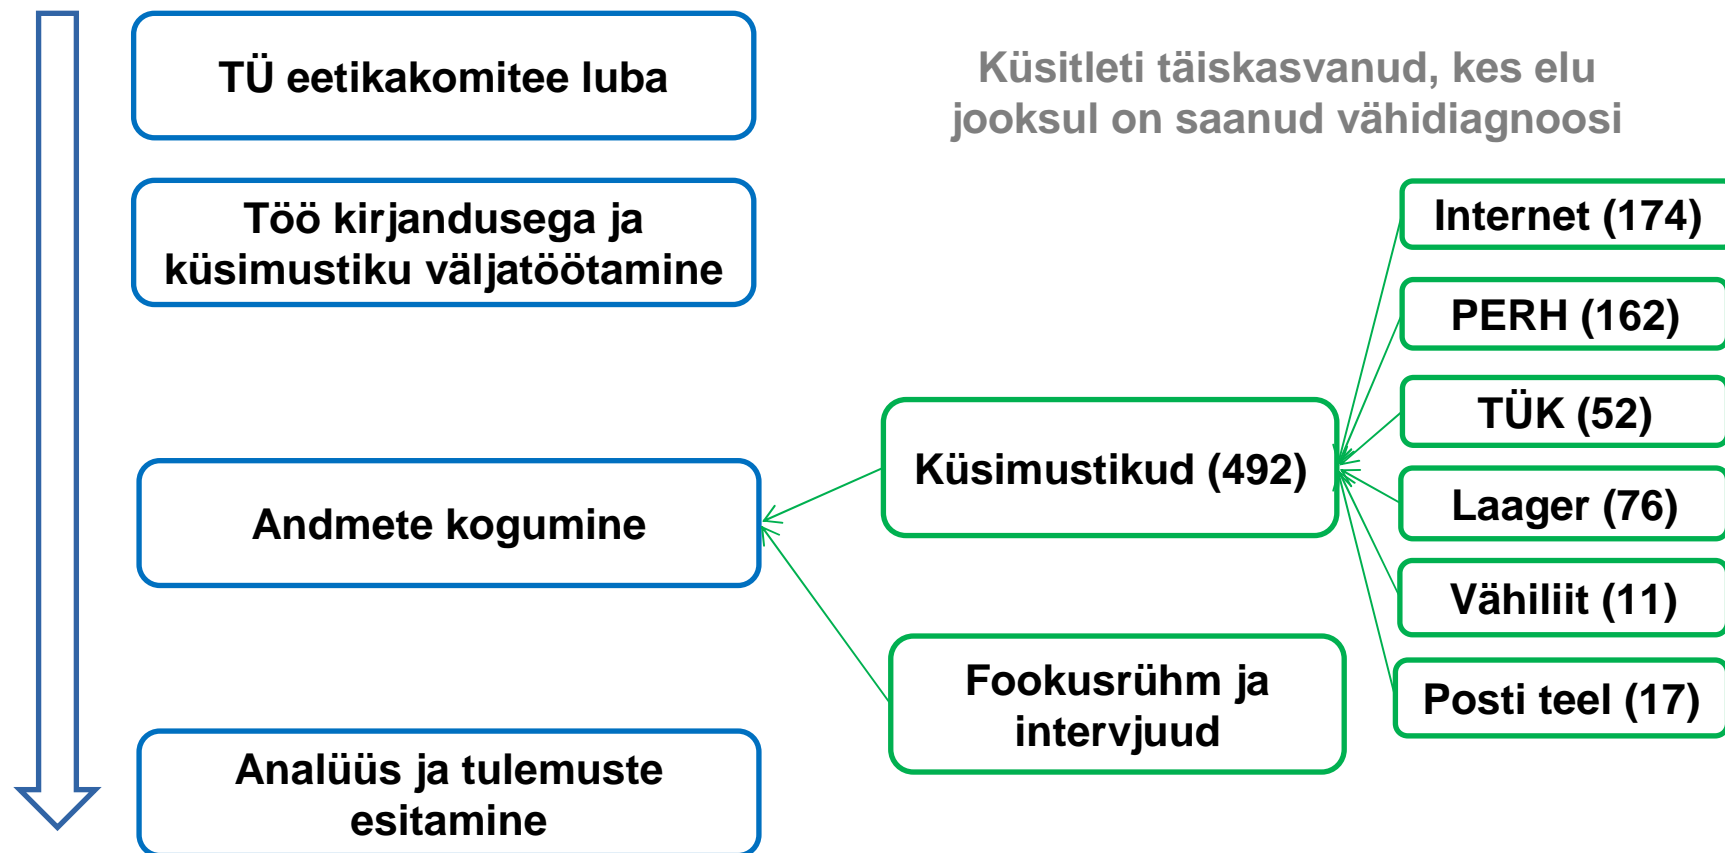 TÜ eetikakomitee luba
Küsitleti täiskasvanud, kes elu
jooksul on saanud vähidiagnoosi
Töö kirjandusega ja
küsimustiku väljatöötamine
Internet (174)
PERH (162)
TÜK (52)
Küsimustikud (492)
Laager (76)
Andmete kogumine
Vähiliit (11)
Fookusrühm ja
intervjuud
Posti teel (17)
Analüüs ja tulemuste
esitamine